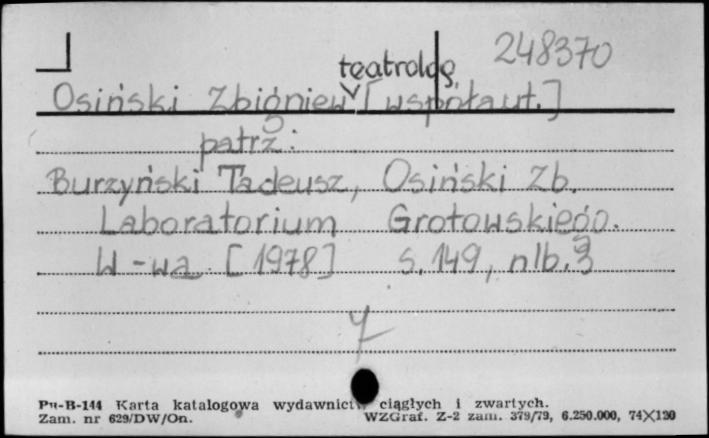 248370
teatrolog
Osiński Zbigniew [współaut.]
patrz:
Burzyński Tadeusz, Osiński Zb.
Laboratorium Grotowskiego.
W-wa [1978] s. 149, nlb. 3
Pu-B-144 Karta katalogowa wydawnictw ciągłych i zwartych.
Zam. nr 629/DW/On. WZGraf. Z-2 zam. 379/79, 6.250.000, 74X120